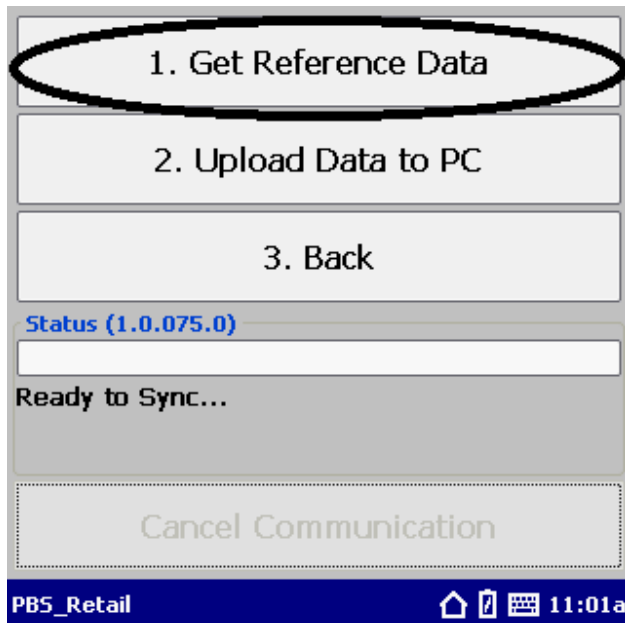 1. Get Reference Data
2. Upload Data to PC
3. Back
Status (1.0.075.0)
Ready to Sync...
Cancel Communication
PBS_Retail 11:01a